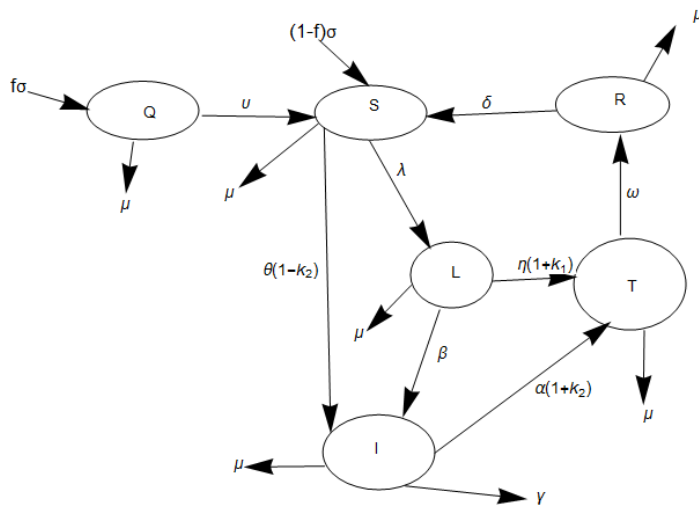 μ
(1-f)σ
fσ
Q
υ
S
δ
R
μ
μ
λ
ω
θ(1-k₂)
L
η(1+k₁)
T
μ
β
α(1+k₂)
μ
I
μ
γ